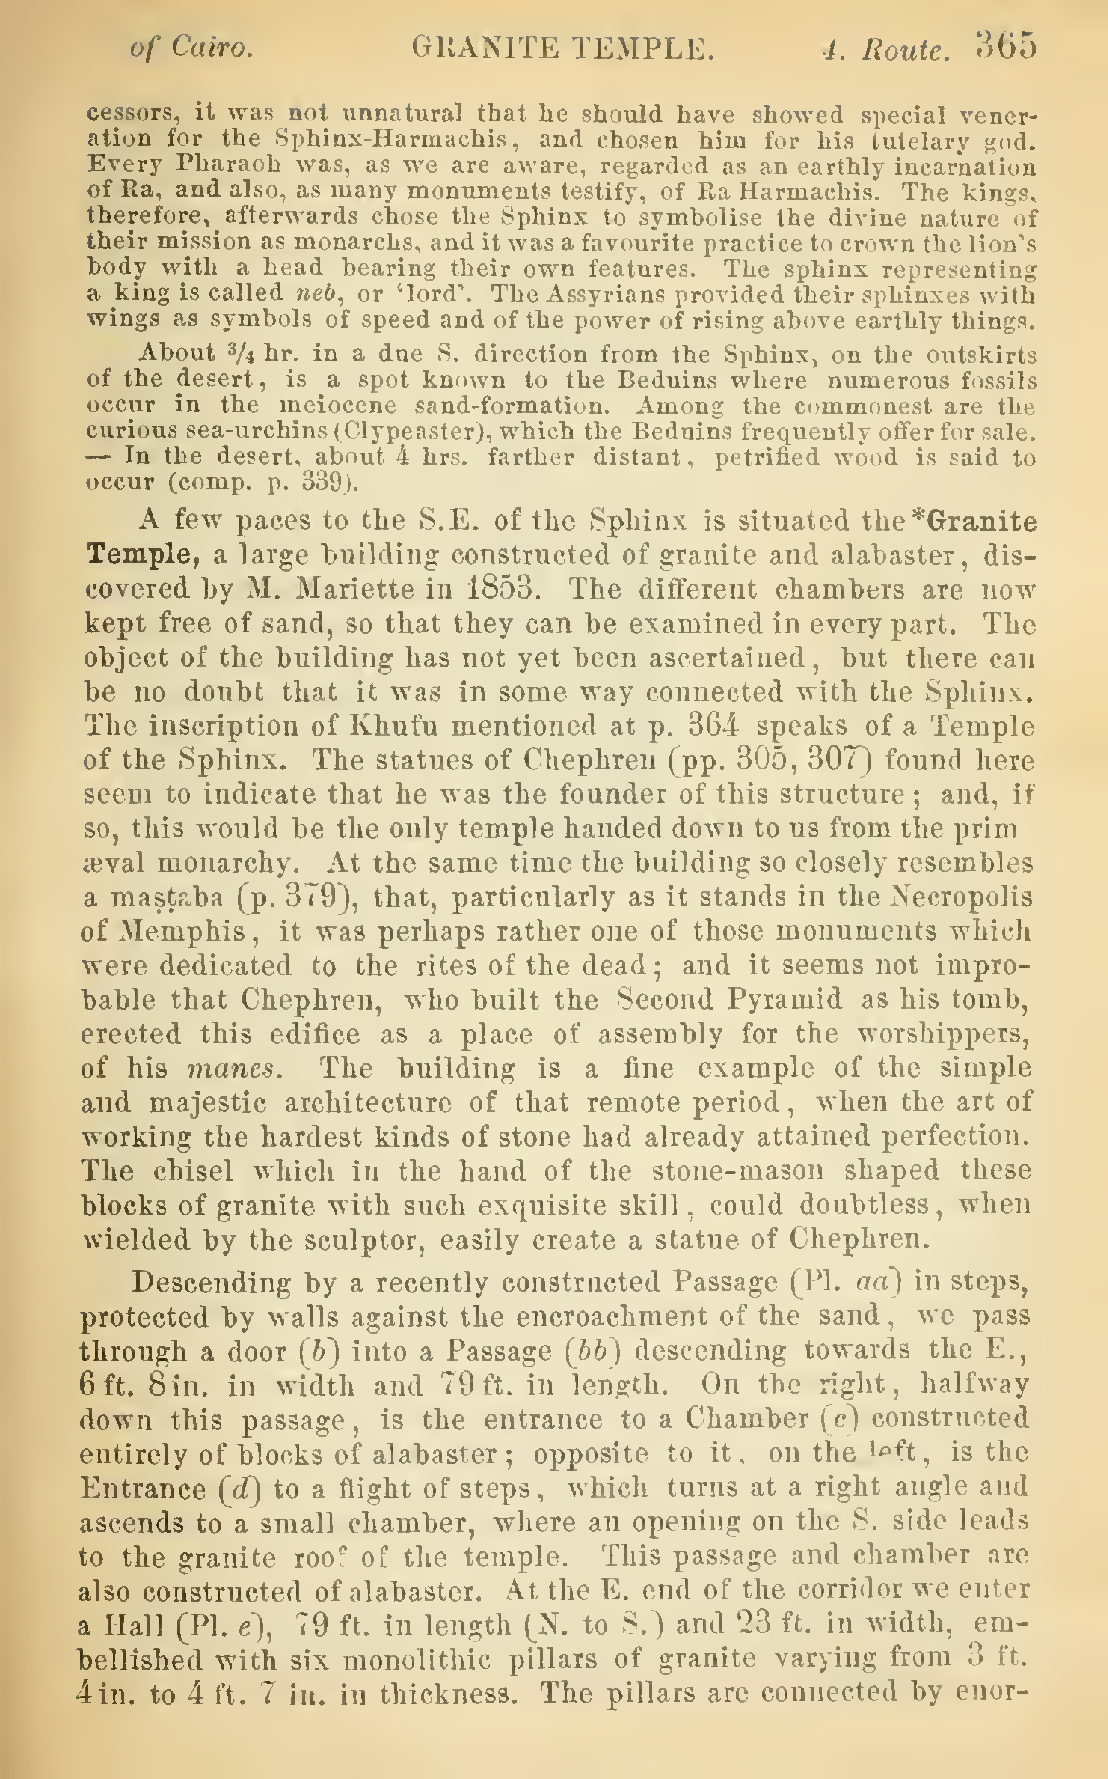 of Cairo. GRANITE TEMPLE. 4. Route. 365
cessors, it was not unnatural that he should have showed special vener-
ation for the Sphinx-Harmachis, and chosen him for his tutelary god.
Every Pharaoh was, as we are aware, regarded as an earthly incarnation
of Ra, and also, as many monuments testify, of Ra Harmachis. The kings,
therefore, afterwards chose the Sphinx to symbolise the divine nature of
their mission as monarchs, and it was a favourite practice to crown the lion's
body with a head bearing their own features. The sphinx representing
a king is called neb, or 'lord'. The Assyrians provided their sphinxes with
wings as symbols of speed and of the power of rising above earthly things.
About 3/4 hr. in a due S. direction from the Sphinx, on the outskirts
of the desert, is a spot known to the Beduins where numerous fossils
occur in the meiocene sand-formation. Among the commonest are the
curious sea-urchins (Clypeaster), which the Beduins frequently offer for sale.
— In the desert, about 4 hrs. farther distant, petrified wood is said to
occur (comp. p. 339).
A few paces to the S.E. of the Sphinx is situated the *Granite
Temple, a large building constructed of granite and alabaster, dis-
covered by M. Mariette in 1853. The different chambers are now
kept free of sand, so that they can be examined in every part. The
object of the building has not yet been ascertained, but there can
be no doubt that it was in some way connected with the Sphinx.
The inscription of Khufu mentioned at p. 364 speaks of a Temple
of the Sphinx. The statues of Chephren (pp. 305, 307) found here
seem to indicate that he was the founder of this structure; and, if
so, this would be the only temple handed down to us from the prim
æval monarchy. At the same time the building so closely resembles
a masṭaba (p. 379), that, particularly as it stands in the Necropolis
of Memphis, it was perhaps rather one of those monuments which
were dedicated to the rites of the dead; and it seems not impro-
bable that Chephren, who built the Second Pyramid as his tomb,
erected this edifice as a place of assembly for the worshippers,
of his manes. The building is a fine example of the simple
and majestic architecture of that remote period, when the art of
working the hardest kinds of stone had already attained perfection.
The chisel which in the hand of the stone-mason shaped these
blocks of granite with such exquisite skill, could doubtless, when
wielded by the sculptor, easily create a statue of Chephren.
Descending by a recently constructed Passage (Pl. aa) in steps,
protected by walls against the encroachment of the sand, we pass
through a door (b) into a Passage (bb) descending towards the E.,
6 ft. 8 in. in width and 79 ft. in length. On the right, halfway
down this passage, is the entrance to a Chamber (c) constructed
entirely of blocks of alabaster; opposite to it, on the left, is the
Entrance (d) to a flight of steps, which turns at a right angle and
ascends to a small chamber, where an opening on the S. side leads
to the granite roof of the temple. This passage and chamber are
also constructed of alabaster. At the E. end of the corridor we enter
a Hall (Pl. e), 79 ft. in length (N. to S.) and 23 ft. in width, em-
bellished with six monolithic pillars of granite varying from 3 ft.
4 in. to 4 ft. 7 in. in thickness. The pillars are connected by enor-